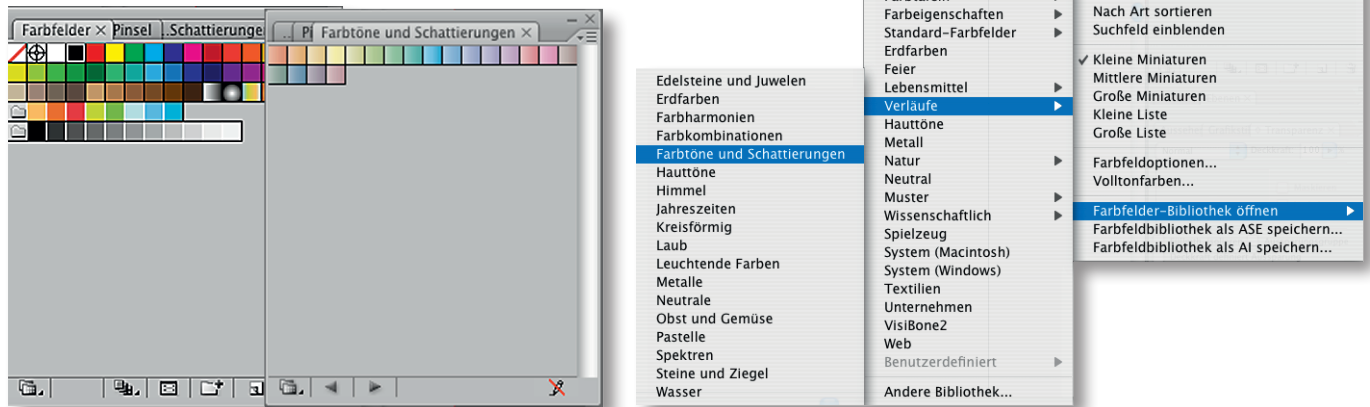 Farbfelder × Pinsel ..Schattierunge
.. Pi Farbtöne und Schattierungen ×
Edelsteine und Juwelen
Erdfarben
Farbharmonien
Farbkombinationen
Farbtöne und Schattierungen
Hauttöne
Himmel
Jahreszeiten
Kreisförmig
Laub
Leuchtende Farben
Metalle
Neutrale
Obst und Gemüse
Pastelle
Spektren
Steine und Ziegel
Wasser
Farbeigenschaften
Standard-Farbfelder
Erdfarben
Feier
Lebensmittel
Verläufe
Hauttöne
Metall
Natur
Neutral
Muster
Wissenschaftlich
Spielzeug
System (Macintosh)
System (Windows)
Textilien
Unternehmen
VisiBone2
Web
Benutzerdefiniert
Andere Bibliothek...
Nach Art sortieren
Suchfeld einblenden
✓ Kleine Miniaturen
Mittlere Miniaturen
Große Miniaturen
Kleine Liste
Große Liste
Farbfeldoptionen...
Volltonfarben...
Farbfelder-Bibliothek öffnen
Farbfeldbibliothek als ASE speichern...
Farbfeldbibliothek als AI speichern...